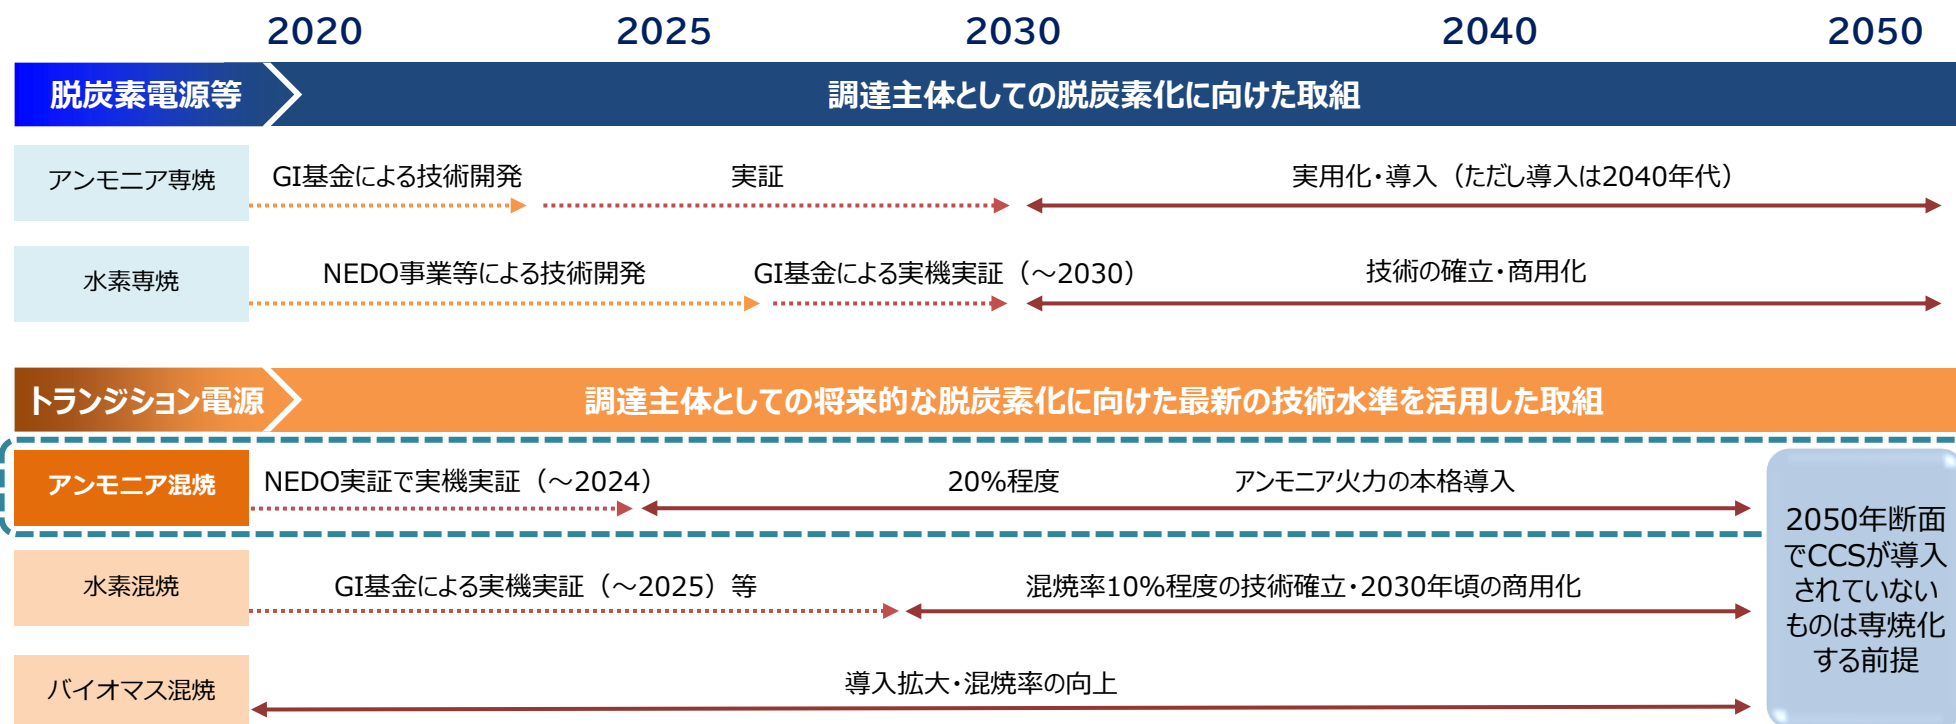 2020 2025 2030 2040 2050
脱炭素電源等 調達主体としての脱炭素化に向けた取組
アンモニア専焼 GI基金による技術開発 実証 実用化・導入（ただし導入は2040年代）
水素専焼 NEDO事業等による技術開発 GI基金による実機実証（～2030） 技術の確立・商用化
トランジション電源 調達主体としての将来的な脱炭素化に向けた最新の技術水準を活用した取組
アンモニア混焼 NEDO実証で実機実証（～2024） 20%程度 アンモニア火力の本格導入
水素混焼 GI基金による実機実証（～2025）等 混焼率10%程度の技術確立・2030年頃の商用化
バイオマス混焼 導入拡大・混焼率の向上
2050年断面
でCCSが導入
されていない
ものは専焼化
する前提